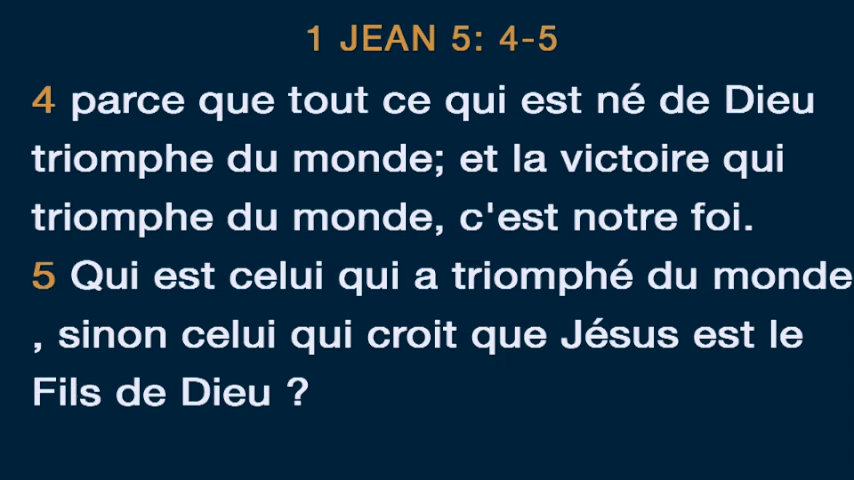 1 JEAN 5: 4-5
4 parce que tout ce qui est né de Dieu
triomphe du monde; et la victoire qui
triomphe du monde, c'est notre foi.
5 Qui est celui qui a triomphé du monde
, sinon celui qui croit que Jésus est le
Fils de Dieu ?